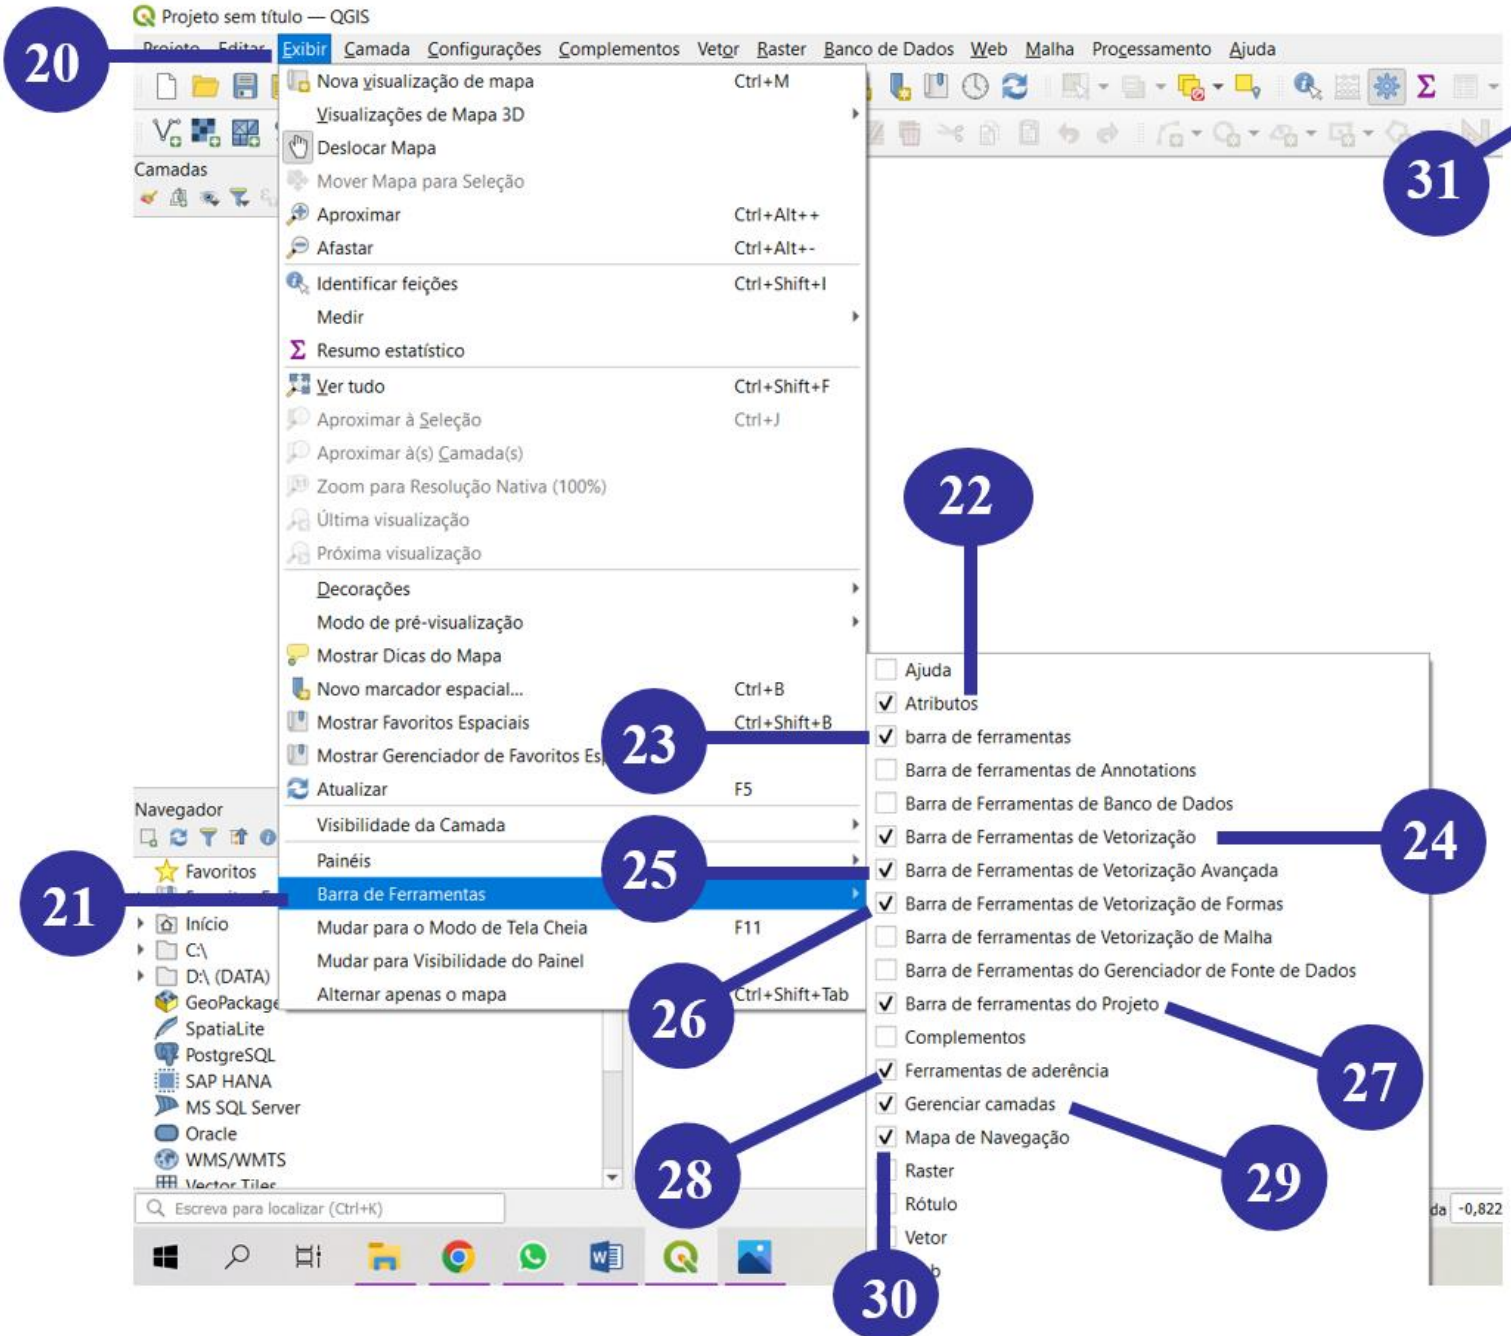 Projeto sem título — QGIS
20
Projeto Editar Exibir Camada Configurações Complementos Vetor Raster Banco de Dados Web Malha Processamento Ajuda
Nova visualização de mapa Ctrl+M
Visualizações de Mapa 3D
Deslocar Mapa
31
Camadas
Mover Mapa para Seleção
Aproximar Ctrl+Alt++
Afastar Ctrl+Alt+-
Identificar feições Ctrl+Shift+I
Medir
Resumo estatístico
Ver tudo Ctrl+Shift+F
Aproximar à Seleção Ctrl+J
Aproximar à(s) Camada(s)
Zoom para Resolução Nativa (100%)
Última visualização
Próxima visualização
Decorações
Modo de pré-visualização
Mostrar Dicas do Mapa
Novo marcador espacial... Ctrl+B
Mostrar Favoritos Espaciais Ctrl+Shift+B
Mostrar Gerenciador de Favoritos
Atualizar F5
Visibilidade da Camada
Painéis
Barra de Ferramentas
Mudar para o Modo de Tela Cheia F11
Mudar para Visibilidade do Painel
Alternar apenas o mapa Ctrl+Shift+Tab
22
23
24
25
21
26
27
28
29
30
Ajuda
Atributos
barra de ferramentas
Barra de ferramentas de Annotations
Barra de Ferramentas de Banco de Dados
Barra de Ferramentas de Vetorização
Barra de Ferramentas de Vetorização Avançada
Barra de Ferramentas de Vetorização de Formas
Barra de ferramentas de Vetorização de Malha
Barra de Ferramentas do Gerenciador de Fonte de Dados
Barra de ferramentas do Projeto
Complementos
Ferramentas de aderência
Gerenciar camadas
Mapa de Navegação
Raster
Rótulo
Vetor
Navegador
Favoritos
Início
C:\
D:\ (DATA)
GeoPackage
SpatiaLite
PostgreSQL
SAP HANA
MS SQL Server
Oracle
WMS/WMTS
Vector Tiles
Escreva para localizar (Ctrl+K)
da -0,822